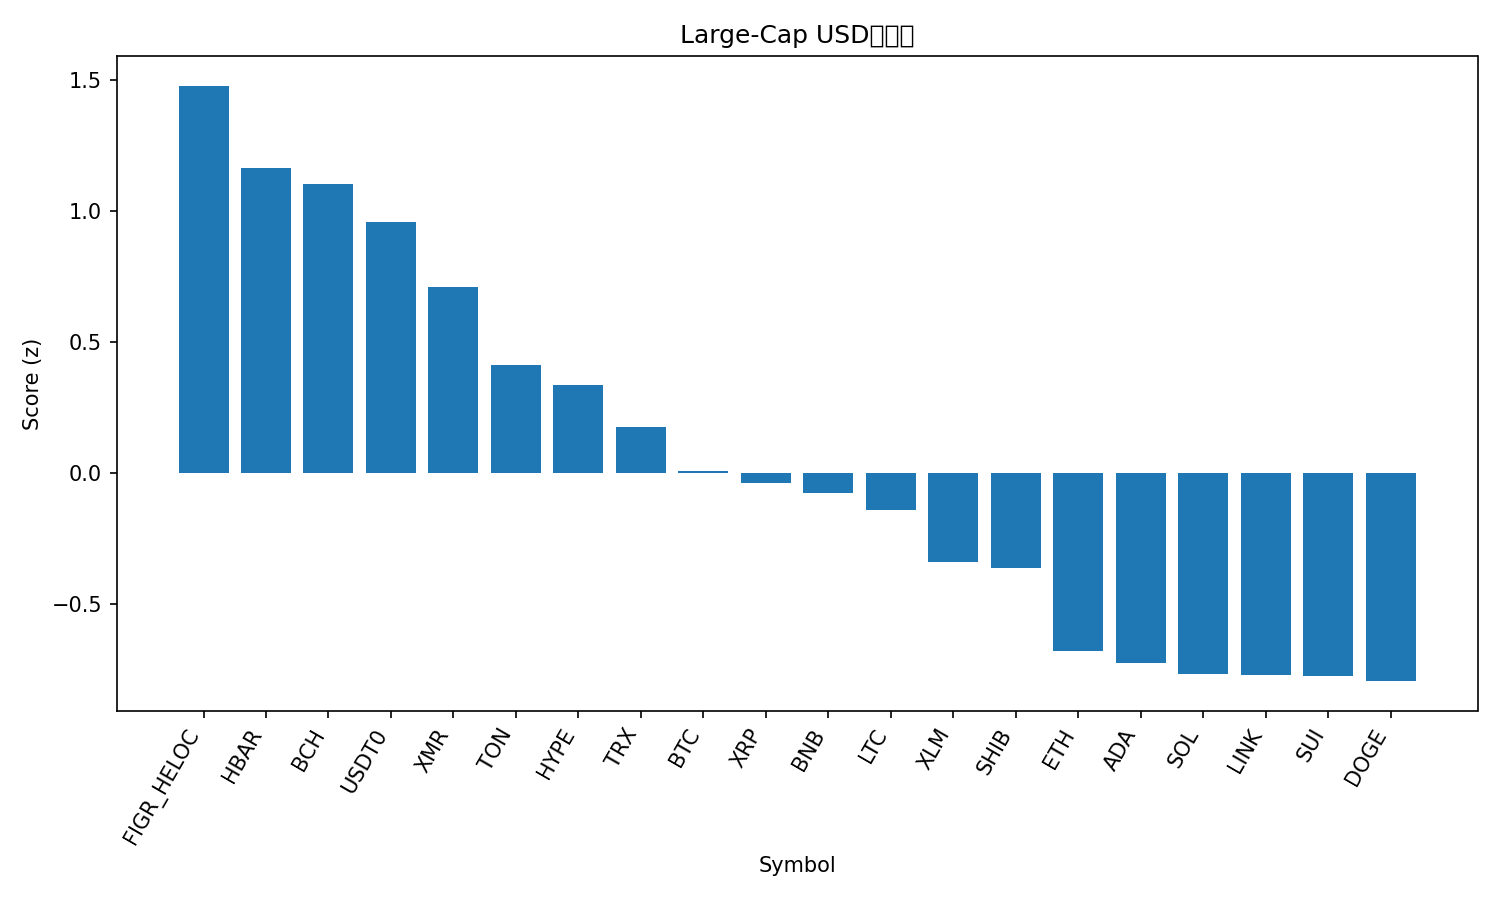 Large-Cap USD
1.5
1.0
0.5
0.0
−0.5
Score (z)
FIGR_HELOC
HBAR
BCH
USDT0
XMR
TON
HYPE
TRX
BTC
XRP
BNB
LTC
XLM
SHIB
ETH
ADA
SOL
LINK
SUI
DOGE
Symbol